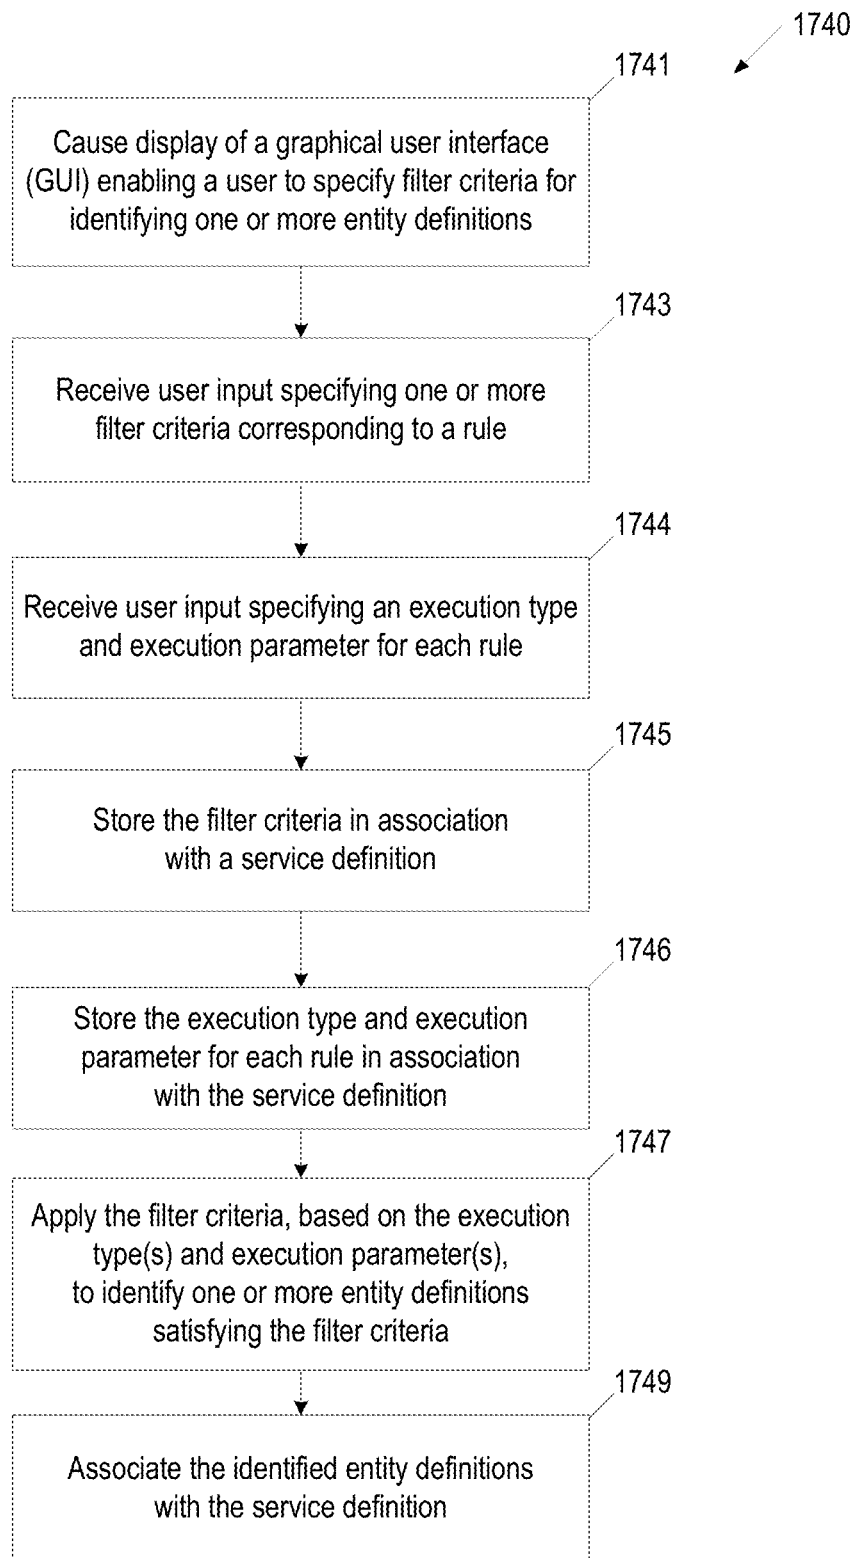 1740
1741
Cause display of a graphical user interface
(GUI) enabling a user to specify filter criteria for
identifying one or more entity definitions
1743
Receive user input specifying one or more
filter criteria corresponding to a rule
1744
Receive user input specifying an execution type
and execution parameter for each rule
1745
Store the filter criteria in association
with a service definition
1746
Store the execution type and execution
parameter for each rule in association
with the service definition
1747
Apply the filter criteria, based on the execution
type(s) and execution parameter(s),
to identify one or more entity definitions
satisfying the filter criteria
1749
Associate the identified entity definitions
with the service definition